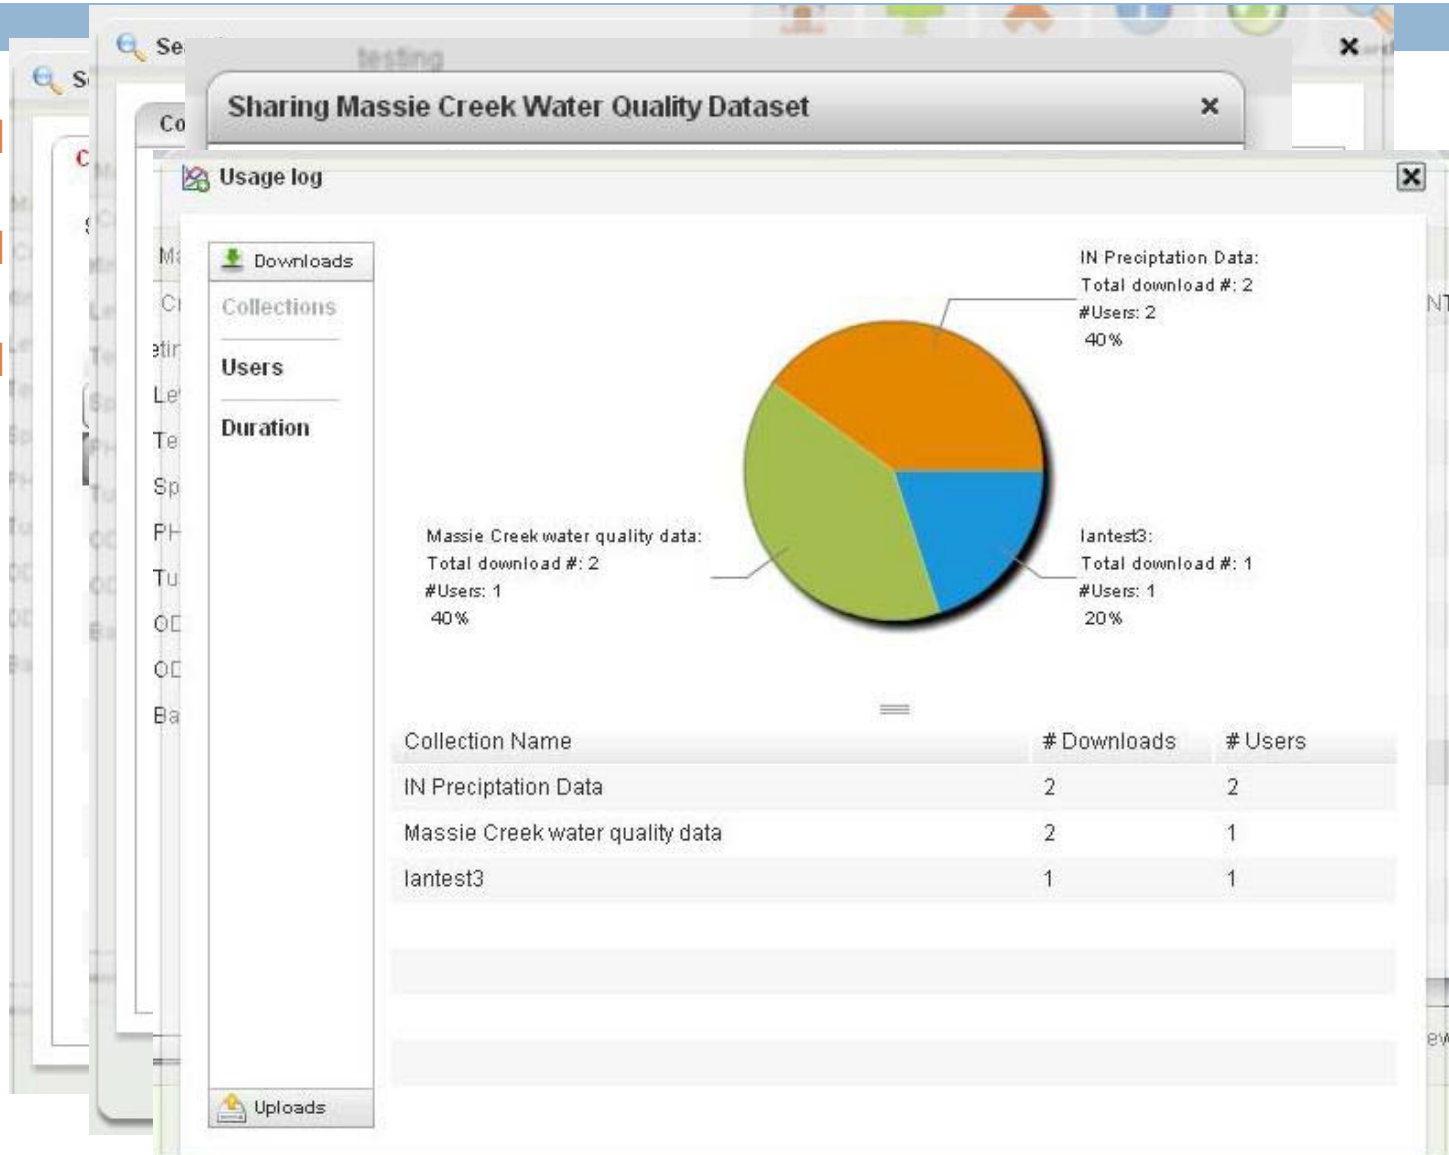 testing
Sharing Massie Creek Water Quality Dataset
Usage log
Downloads
Collections
Users
Duration
Uploads
IN Preciptation Data:
Total download #: 2
#Users: 2
40%
Massie Creek water quality data:
Total download #: 2
#Users: 1
40%
lantest3:
Total download #: 1
#Users: 1
20%
Collection Name # Downloads # Users
IN Preciptation Data 2 2
Massie Creek water quality data 2 1
lantest3 1 1